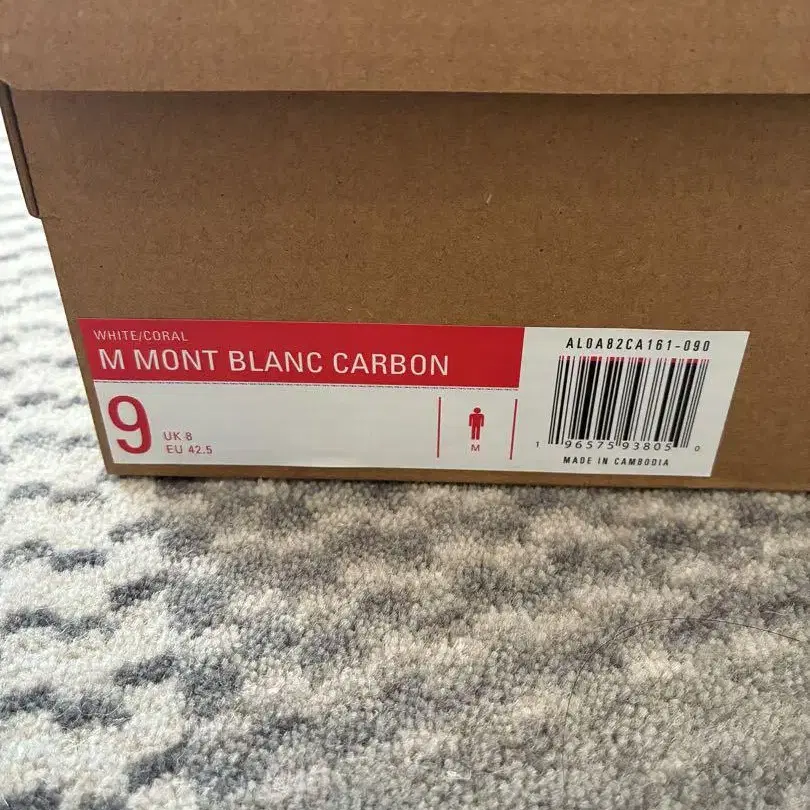 WHITE/CORAL
M MONT BLANC CARBON
9
UK 8
EU 42.5
M
AL0A82CA161-090
1 96575 93805 0
MADE IN CAMBODIA